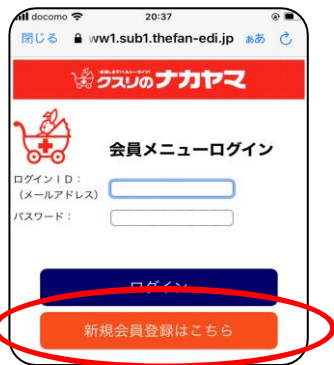 docomo 20:37
閉じる ww1.sub1.thefan-edi.jp ぁあ
クスリのナカヤマ
会員メニューログイン
ログインID：
（メールアドレス）
パスワード：
ログイン
新規会員登録はこちら